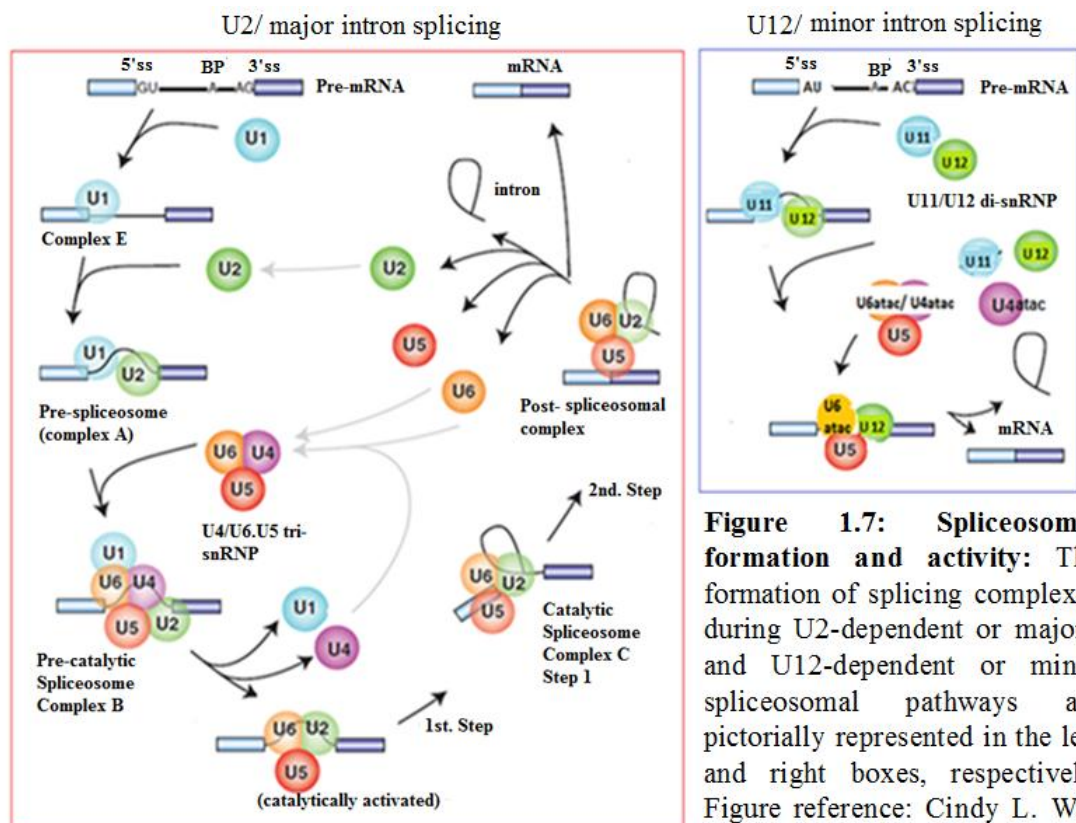 U2/ major intron splicing
5'ss BP 3'ss
GU A AG
Pre-mRNA
mRNA
U1
U1
Complex E
intron
U2 U2
U1 U2
Pre-spliceosome
(complex A)
U5
U6
U6 U2
U5
Post- spliceosomal
complex
U6 U4
U5
U4/U6.U5 tri-
snRNP
2nd. Step
U1
U6 U4
U5 U2
Pre-catalytic
Spliceosome
Complex B
U1
U4
U6 U2
U5
Catalytic
Spliceosome
Complex C
Step 1
1st. Step
U6 U2
U5
(catalytically activated)
U12/ minor intron splicing
5'ss BP 3'ss
AU A AC
Pre-mRNA
U11
U12
U11/U12 di-snRNP
U11
U12
U11 U12
U6atac/ U4atac
U5
U4atac
U6
atac U12
U5
mRNA
Figure 1.7: Spliceosom
formation and activity: Th
formation of splicing complex
during U2-dependent or major
and U12-dependent or min
spliceosomal pathways a
pictorially represented in the le
and right boxes, respectivel
Figure reference: Cindy L. W